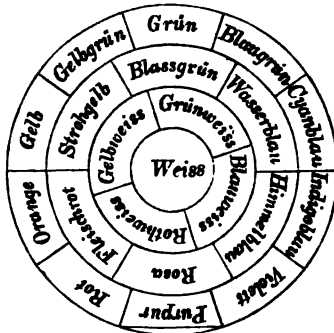 Grün
Blaugrün
Cyanblau
Indigoblau
Violett
Purpur
Rot
Orange
Gelb
Gelbgrün
Blassgrün
Wasserblau
Himmelblau
Rosa
Fleischrot
Strohgelb
Grünweiss
Blauweiss
Rothweiss
Gelbweiss
Weiss